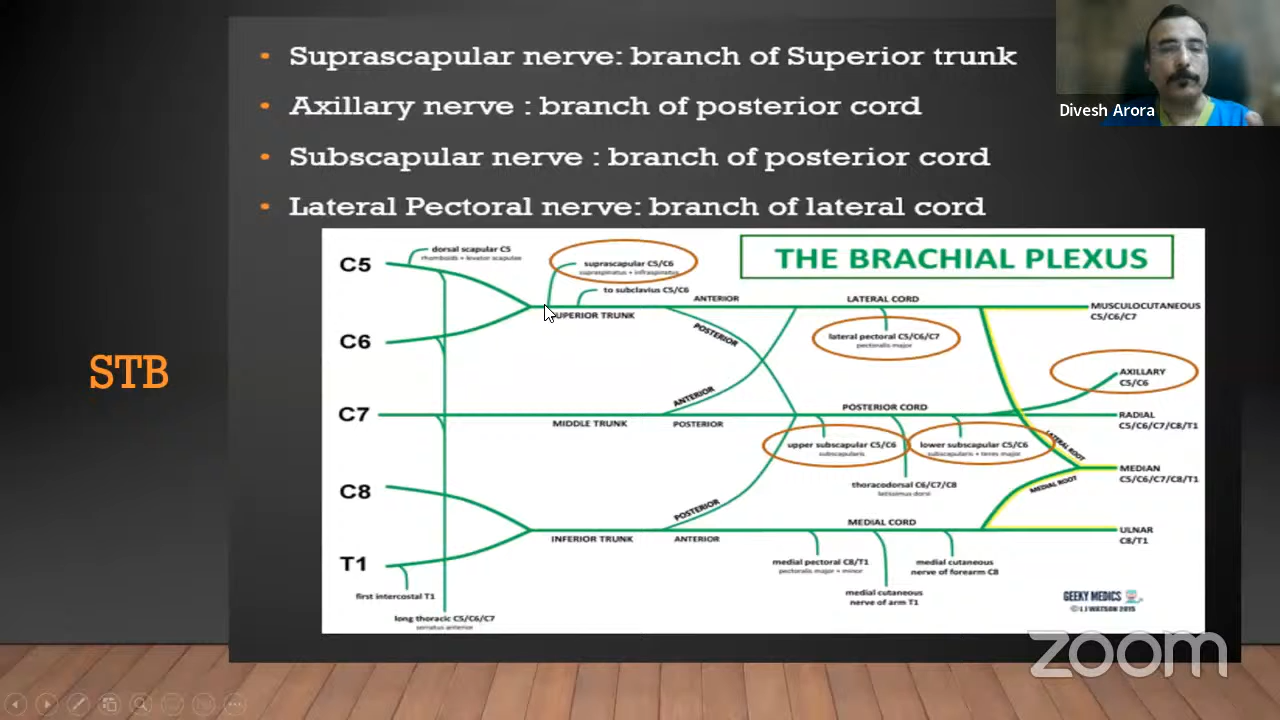 • Suprascapular nerve: branch of Superior trunk
• Axillary nerve : branch of posterior cord
• Subscapular nerve : branch of posterior cord
• Lateral Pectoral nerve: branch of lateral cord
Divesh Arora
STB
THE BRACHIAL PLEXUS
C5
dorsal scapular C5
rhomboids + levator scapulae
suprascapular C5/C6
supraspinatus + infraspinatus
to subclavius C5/C6
SUPERIOR TRUNK
ANTERIOR
POSTERIOR
LATERAL CORD
lateral pectoral C5/C6/C7
pectoralis major
MUSCULOCUTANEOUS
C5/C6/C7
C6
AXILLARY
C5/C6
C7
MIDDLE TRUNK
ANTERIOR
POSTERIOR
POSTERIOR CORD
upper subscapular C5/C6
subscapularis
lower subscapular C5/C6
subscapularis + teres major
thoracodorsal C6/C7/C8
latissimus dorsi
RADIAL
C5/C6/C7/C8/T1
LATERAL ROOT
MEDIAN
C5/C6/C7/C8/T1
MEDIAL ROOT
C8
POSTERIOR
INFERIOR TRUNK
ANTERIOR
MEDIAL CORD
ULNAR
C8/T1
T1
medial pectoral C8/T1
pectoralis major + minor
medial cutaneous
nerve of forearm C8
medial cutaneous
nerve of arm T1
first intercostal T1
long thoracic C5/C6/C7
serratus anterior
GEEKY MEDICS
© L J WATSON 2015
zoom